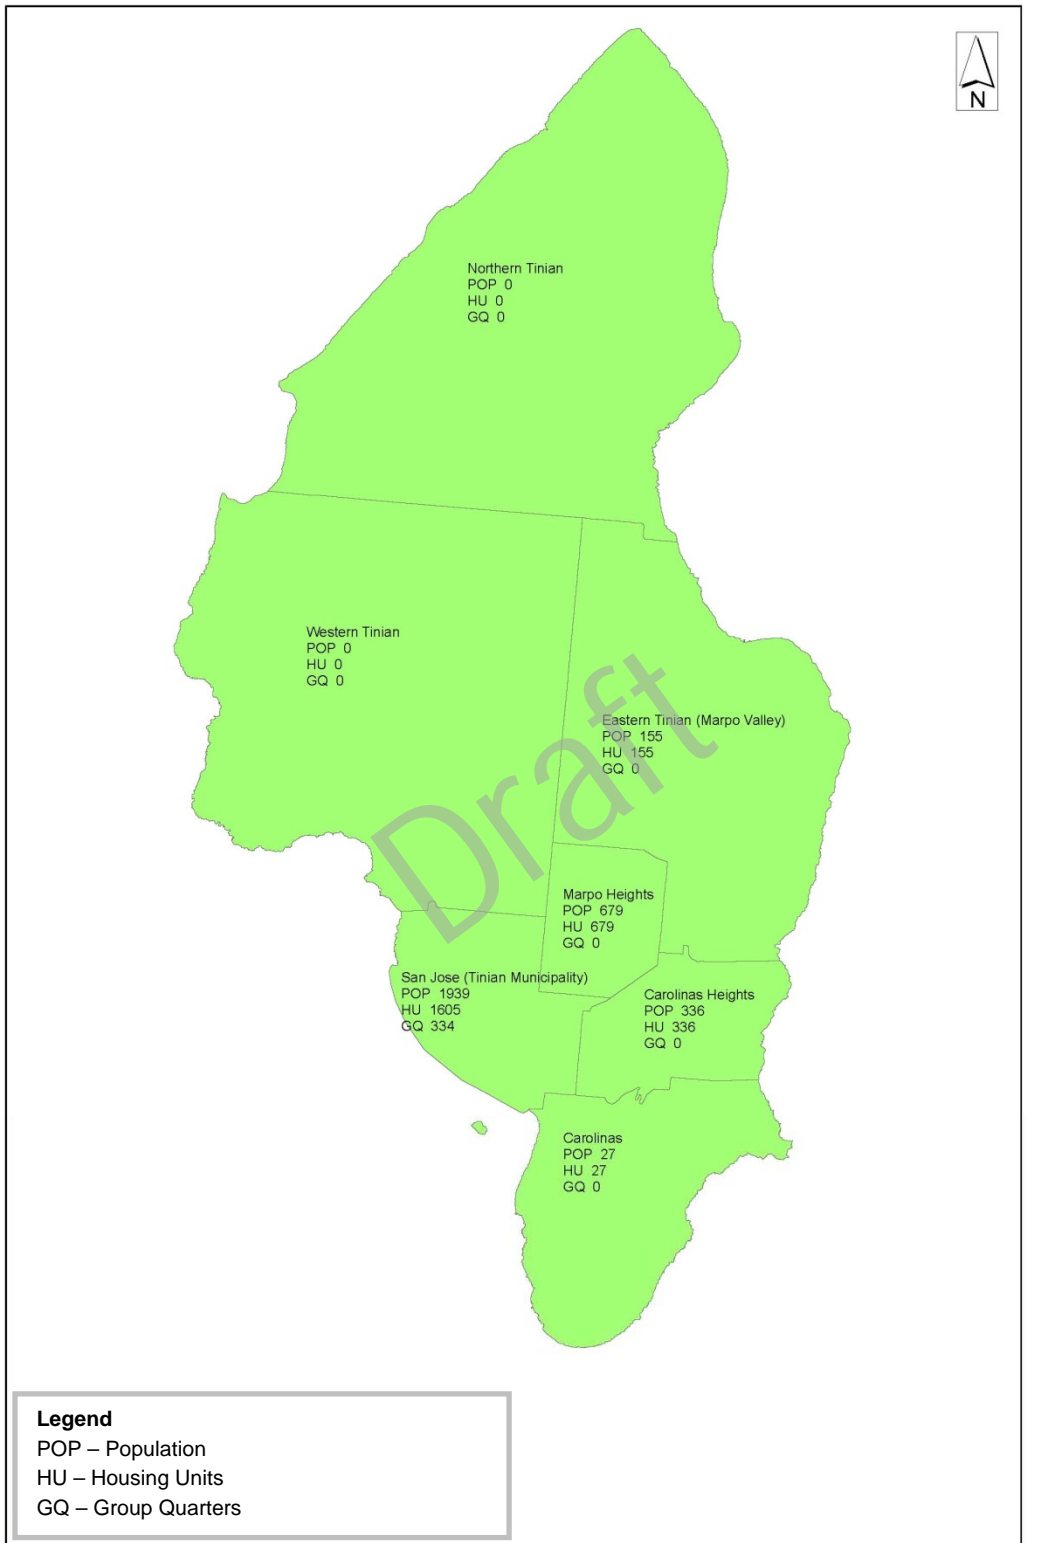 N
Northern Tinian
POP 0
HU 0
GQ 0
Western Tinian
POP 0
HU 0
GQ 0
Eastern Tinian (Marpo Valley)
POP 155
HU 155
GQ 0
Draft
Marpo Heights
POP 679
HU 679
GQ 0
San Jose (Tinian Municipality)
POP 1939
HU 1605
GQ 334
Carolinas Heights
POP 336
HU 336
GQ 0
Carolinas
POP 27
HU 27
GQ 0
Legend
POP – Population
HU – Housing Units
GQ – Group Quarters